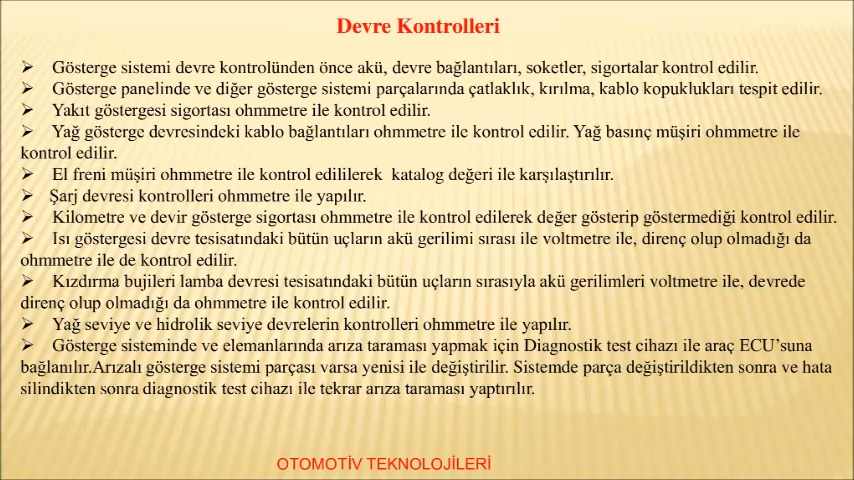 Devre Kontrolleri
➢ Gösterge sistemi devre kontrolünden önce akü, devre bağlantıları, soketler, sigortalar kontrol edilir.
➢ Gösterge panelinde ve diğer gösterge sistemi parçalarında çatlaklık, kırılma, kablo kopuklukları tespit edilir.
➢ Yakıt göstergesi sigortası ohmmetre ile kontrol edilir.
➢ Yağ gösterge devresindeki kablo bağlantıları ohmmetre ile kontrol edilir. Yağ basınç müşiri ohmmetre ile
kontrol edilir.
➢ El freni müşiri ohmmetre ile kontrol edililerek katalog değeri ile karşılaştırılır.
➢ Şarj devresi kontrolleri ohmmetre ile yapılır.
➢ Kilometre ve devir gösterge sigortası ohmmetre ile kontrol edilerek değer gösterip göstermediği kontrol edilir.
➢ Isı göstergesi devre tesisatındaki bütün uçların akü gerilimi sırası ile voltmetre ile, direnç olup olmadığı da
ohmmetre ile de kontrol edilir.
➢ Kızdırma bujileri lamba devresi tesisatındaki bütün uçların sırasıyla akü gerilimleri voltmetre ile, devrede
direnç olup olmadığı da ohmmetre ile kontrol edilir.
➢ Yağ seviye ve hidrolik seviye devrelerin kontrolleri ohmmetre ile yapılır.
➢ Gösterge sisteminde ve elemanlarında arıza taraması yapmak için Diagnostik test cihazı ile araç ECU’suna
bağlanılır.Arızalı gösterge sistemi parçası varsa yenisi ile değiştirilir. Sistemde parça değiştirildikten sonra ve hata
silindikten sonra diagnostik test cihazı ile tekrar arıza taraması yaptırılır.
OTOMOTİV TEKNOLOJİLERİ